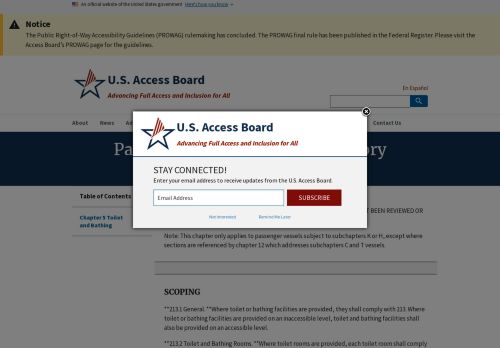 An official website of the United States government Here's how you know
Notice
The Public Right-of-Way Accessibility Guidelines (PROWAG) rulemaking has concluded. The PROWAG final rule has been published in the Federal Register. Please visit the
Access Board's PROWAG page for the guidelines.
U.S. Access Board
Advancing Full Access and Inclusion for All
En Español
About News Contact Us
U.S. Access Board
Advancing Full Access and Inclusion for All
STAY CONNECTED!
Enter your email address to receive updates from the U.S. Access Board.
Email Address
SUBSCRIBE
Not Interested Remind Me Later
Table of Contents
Chapter 5 Toilet
and Bathing
BEEN REVIEWED OR
Note: This chapter only applies to passenger vessels subject to subchapters K or H, except where
sections are referenced by chapter 12 which addresses subchapters C and T vessels.
SCOPING
**213.1 General. **Where toilet or bathing facilities are provided, they shall comply with 213. Where
toilet or bathing facilities are provided on an inaccessible level, toilet and bathing facilities shall
also be provided on an accessible level.
**213.2 Toilet and Bathing Rooms. **Where toilet rooms are provided, each toilet room shall comply